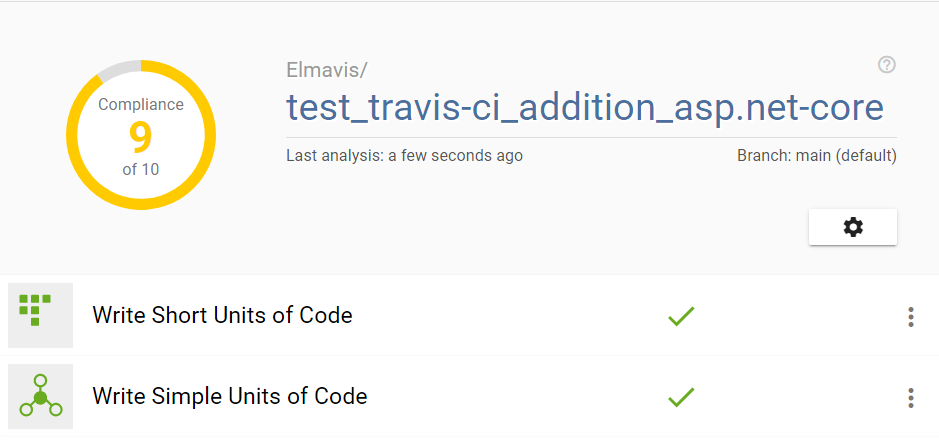 Compliance
9
of 10
Elmavis/
test_travis-ci_addition_asp.net-core
Last analysis: a few seconds ago
Branch: main (default)
Write Short Units of Code
Write Simple Units of Code